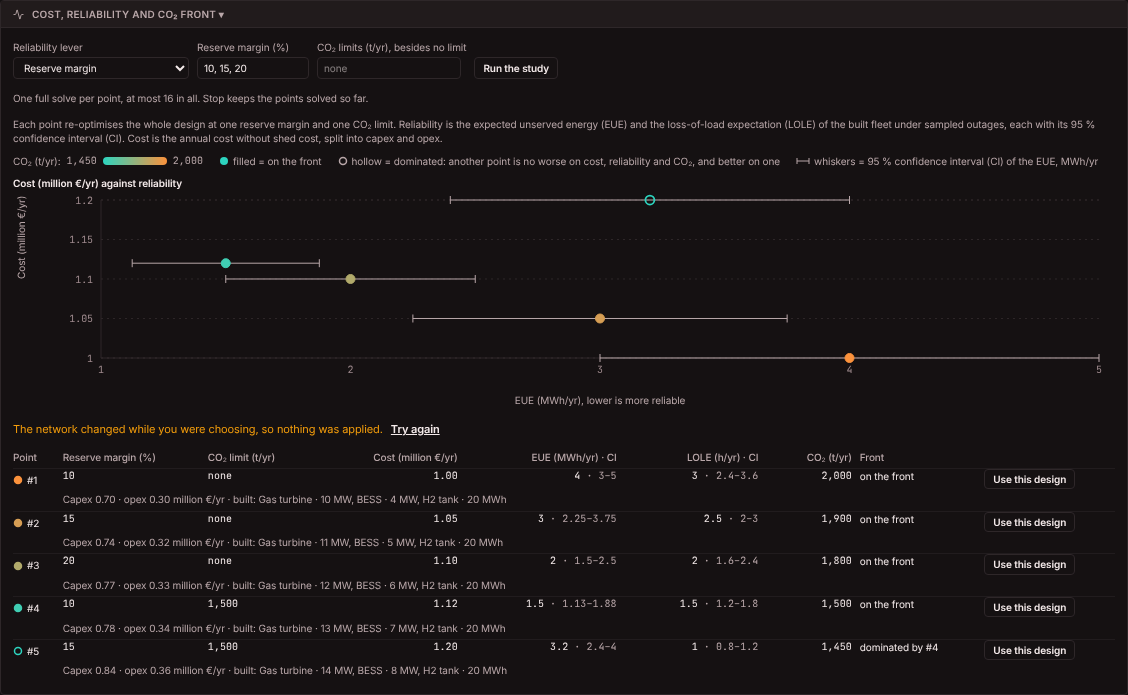 COST, RELIABILITY AND CO₂ FRONT ▾
Reliability lever
Reserve margin (%)
CO₂ limits (t/yr), besides no limit
Reserve margin
10, 15, 20
none
Run the study
One full solve per point, at most 16 in all. Stop keeps the points solved so far.
Each point re-optimises the whole design at one reserve margin and one CO₂ limit. Reliability is the expected unserved energy (EUE) and the loss-of-load expectation (LOLE) of the built fleet under sampled outages, each with its 95 %
confidence interval (CI). Cost is the annual cost without shed cost, split into capex and opex.
CO₂ (t/yr): 1,450 2,000 filled = on the front hollow = dominated: another point is no worse on cost, reliability and CO₂, and better on one whiskers = 95 % confidence interval (CI) of the EUE, MWh/yr
Cost (million €/yr) against reliability
Cost (million €/yr)
1.2
1.15
1.1
1.05
1
1 2 3 4 5
EUE (MWh/yr), lower is more reliable
The network changed while you were choosing, so nothing was applied. Try again
Point Reserve margin (%) CO₂ limit (t/yr) Cost (million €/yr) EUE (MWh/yr) · CI LOLE (h/yr) · CI CO₂ (t/yr) Front
#1 10 none 1.00 4 · 3–5 3 · 2.4–3.6 2,000 on the front Use this design
Capex 0.70 · opex 0.30 million €/yr · built: Gas turbine · 10 MW, BESS · 4 MW, H2 tank · 20 MWh
#2 15 none 1.05 3 · 2.25–3.75 2.5 · 2–3 1,900 on the front Use this design
Capex 0.74 · opex 0.32 million €/yr · built: Gas turbine · 11 MW, BESS · 5 MW, H2 tank · 20 MWh
#3 20 none 1.10 2 · 1.5–2.5 2 · 1.6–2.4 1,800 on the front Use this design
Capex 0.77 · opex 0.33 million €/yr · built: Gas turbine · 12 MW, BESS · 6 MW, H2 tank · 20 MWh
#4 10 1,500 1.12 1.5 · 1.13–1.88 1.5 · 1.2–1.8 1,500 on the front Use this design
Capex 0.78 · opex 0.34 million €/yr · built: Gas turbine · 13 MW, BESS · 7 MW, H2 tank · 20 MWh
#5 15 1,500 1.20 3.2 · 2.4–4 1 · 0.8–1.2 1,450 dominated by #4 Use this design
Capex 0.84 · opex 0.36 million €/yr · built: Gas turbine · 14 MW, BESS · 8 MW, H2 tank · 20 MWh